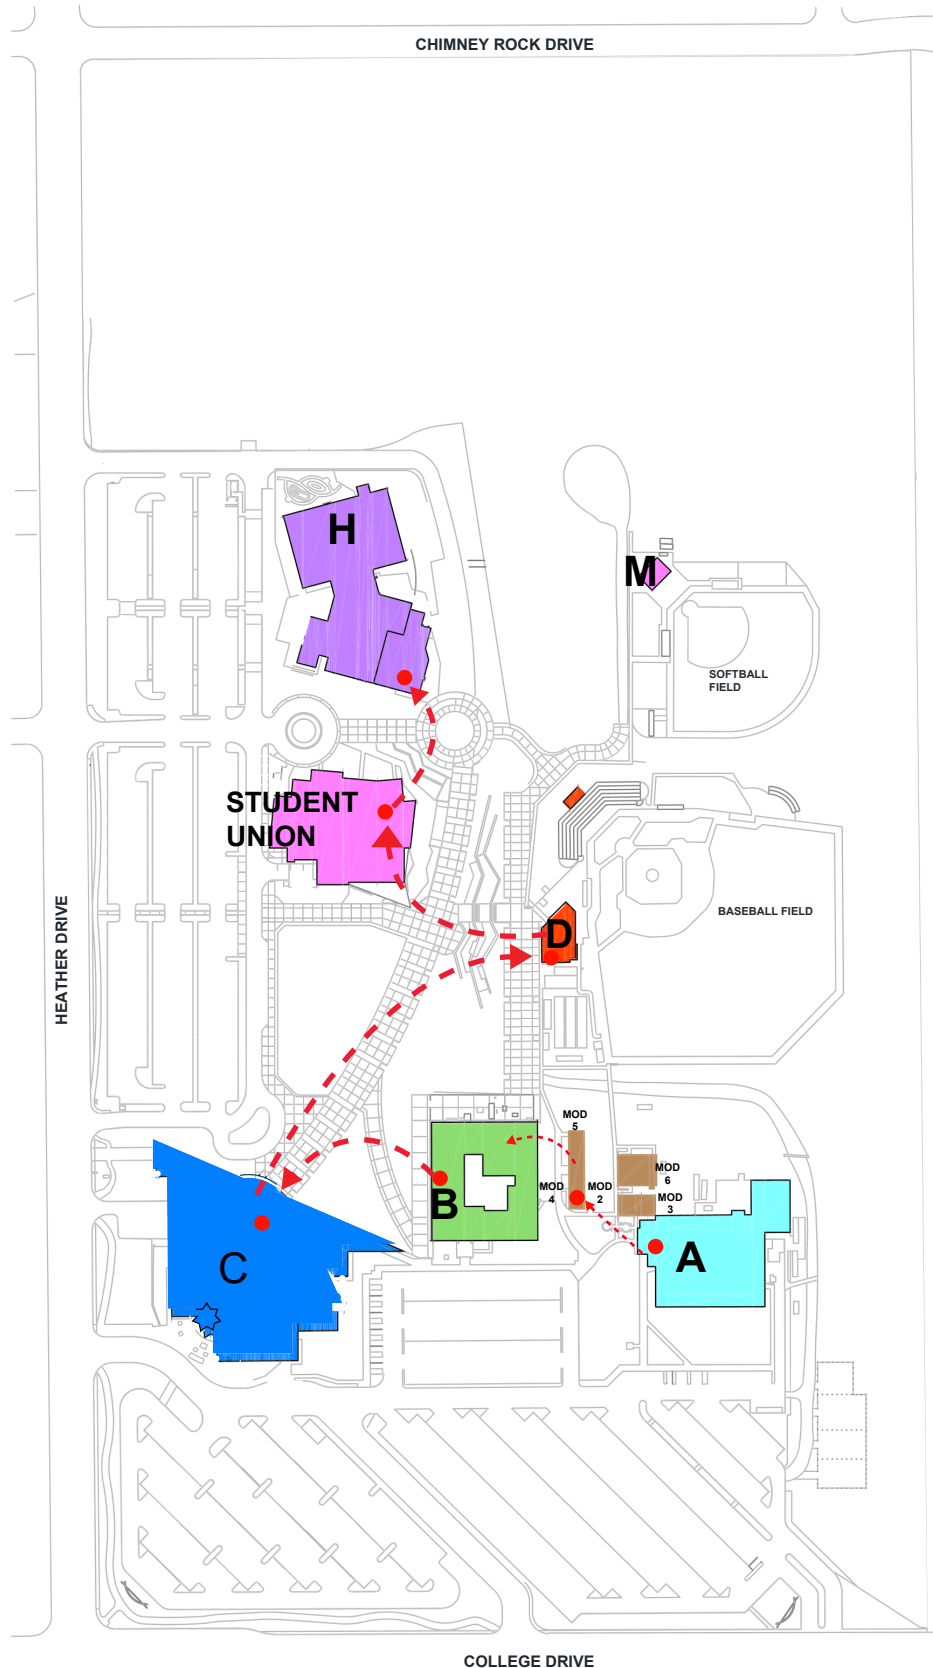 CHIMNEY ROCK DRIVE
H
M
SOFTBALL
FIELD
STUDENT
UNION
HEATHER DRIVE
BASEBALL FIELD
D
MOD
5
MOD
6
MOD
4
MOD
2
MOD
3
B
A
C
COLLEGE DRIVE